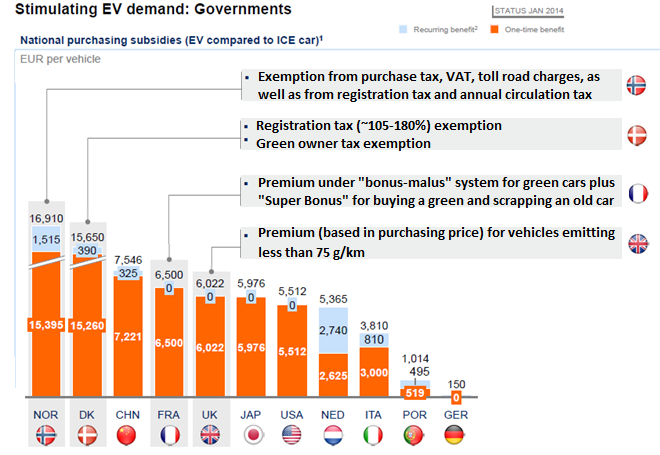 Stimulating EV demand: Governments
STATUS JAN 2014
Recurring benefit² One-time benefit
National purchasing subsidies (EV compared to ICE car)¹
EUR per vehicle
▪ Exemption from purchase tax, VAT, toll road charges, as
well as from registration tax and annual circulation tax
▪ Registration tax (~105-180%) exemption
▪ Green owner tax exemption
▪ Premium under "bonus-malus" system for green cars plus
"Super Bonus" for buying a green and scrapping an old car
▪ Premium (based in purchasing price) for vehicles emitting
less than 75 g/km
16,910 15,650 7,546 6,500 6,022 5,976 5,512 5,365 3,810 1,014 150
1,515 390 325 0 0 0 0 2,740 810 495
15,395 15,260 7,221 6,500 6,022 5,976 5,512 2,625 3,000 519 0
NOR DK CHN FRA UK JAP USA NED ITA POR GER